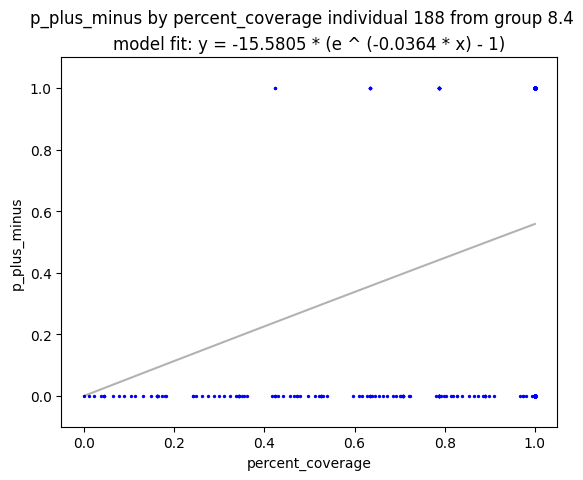 p_plus_minus by percent_coverage individual 188 from group 8.4
model fit: y = -15.5805 * (e ^ (-0.0364 * x) - 1)
1.0
0.8
0.6
0.4
0.2
0.0
p_plus_minus
0.0 0.2 0.4 0.6 0.8 1.0
percent_coverage